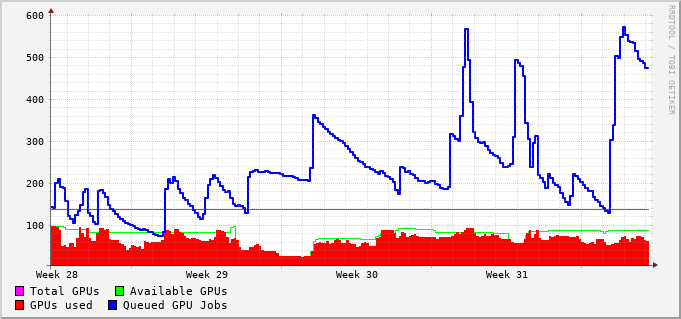 600
500
400
300
200
100
Week 28 Week 29 Week 30 Week 31
Total GPUs Available GPUs
GPUs used Queued GPU Jobs
RRDTOOL / TOBI OETIKER